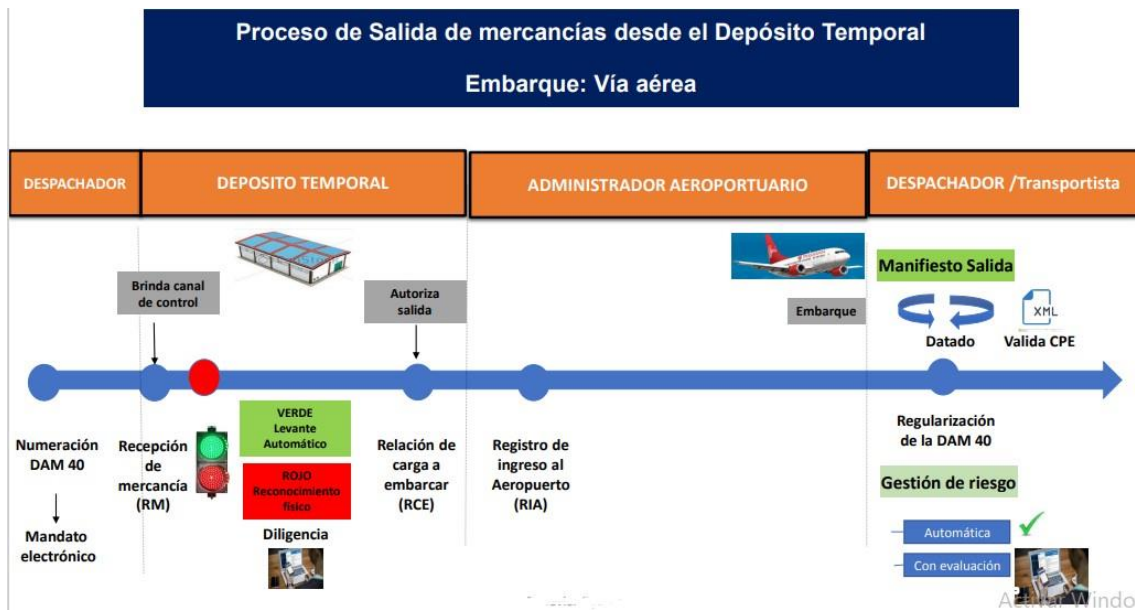 Proceso de Salida de mercancías desde el Depósito Temporal
Embarque: Vía aérea
DESPACHADOR
DEPOSITO TEMPORAL
ADMINISTRADOR AEROPORTUARIO
DESPACHADOR /Transportista
Brinda canal
de control
Autoriza
salida
Embarque
Manifiesto Salida
XML
Datado
Valida CPE
Numeración
DAM 40
Mandato
electrónico
Recepción
de
mercancía
(RM)
VERDE
Levante
Automático
ROJO
Reconocimiento
físico
Diligencia
Relación de
carga a
embarcar
(RCE)
Registro de
ingreso al
Aeropuerto
(RIA)
Regularización
de la DAM 40
Gestión de riesgo
Automática
Con evaluación